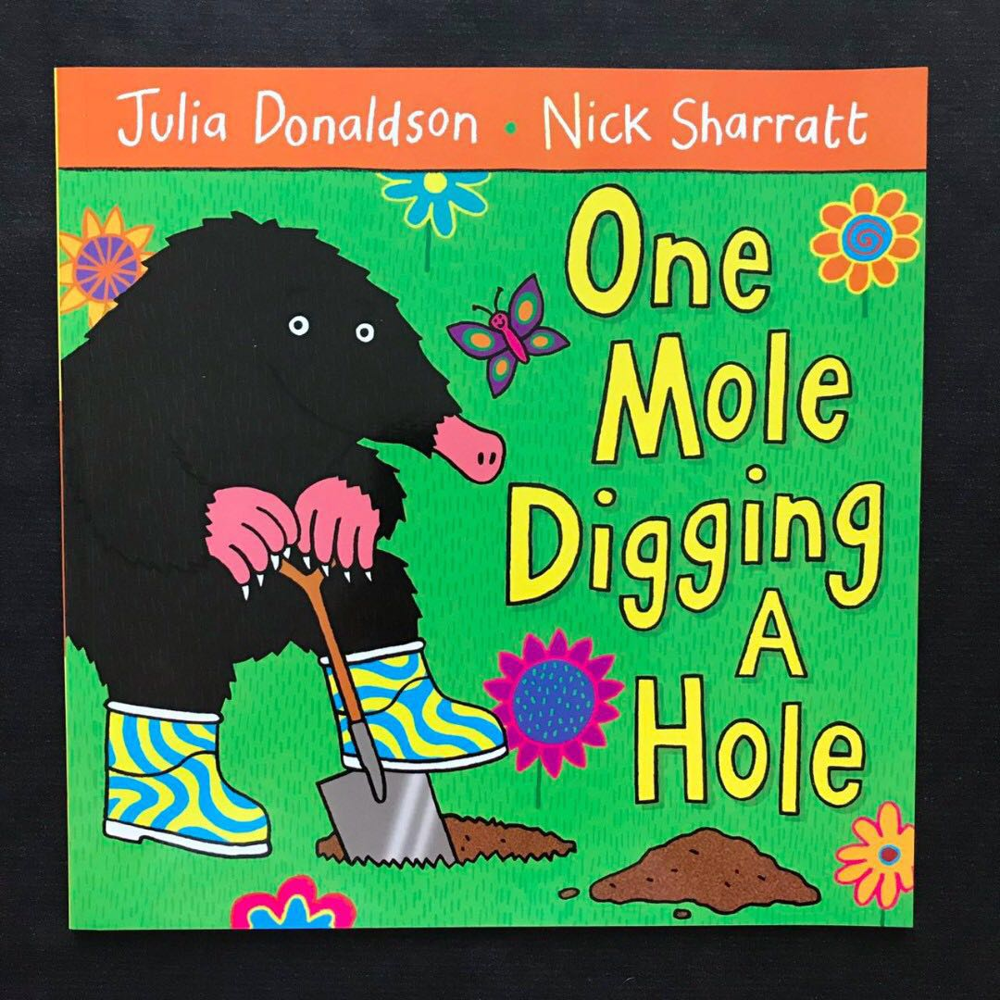 Julia Donaldson • Nick Sharratt
One
Mole
Digging
A
Hole